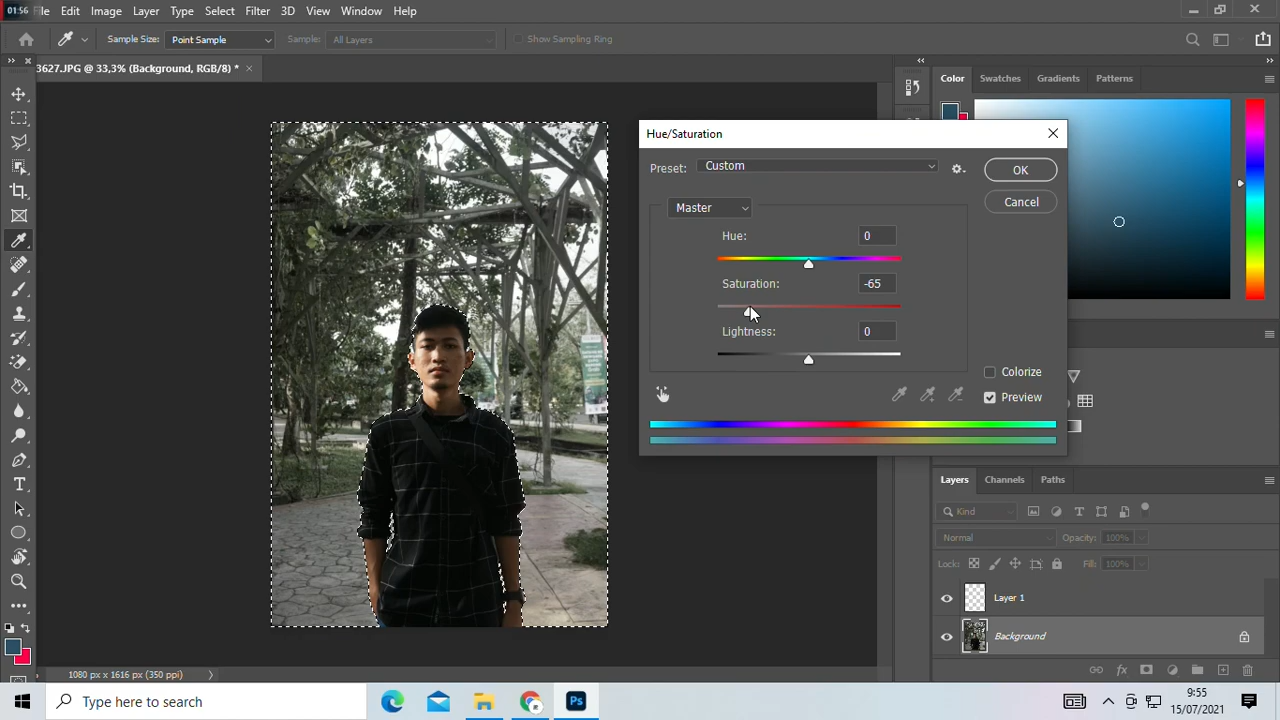 01:56
File Edit Image Layer Type Select Filter 3D View Window Help
Sample Size: Point Sample Sample: All Layers Show Sampling Ring
3627.JPG @ 33,3% (Background, RGB/8) *
Color Swatches Gradients Patterns
Hue/Saturation
Preset: Custom
OK
Cancel
Master
Hue: 0
Saturation: -65
Lightness: 0
Colorize
Preview
Layers Channels Paths
Kind
Normal Opacity: 100%
Lock: Fill: 100%
Layer 1
Background
1080 px x 1616 px (350 ppi)
Type here to search
Ps
9:55
15/07/2021